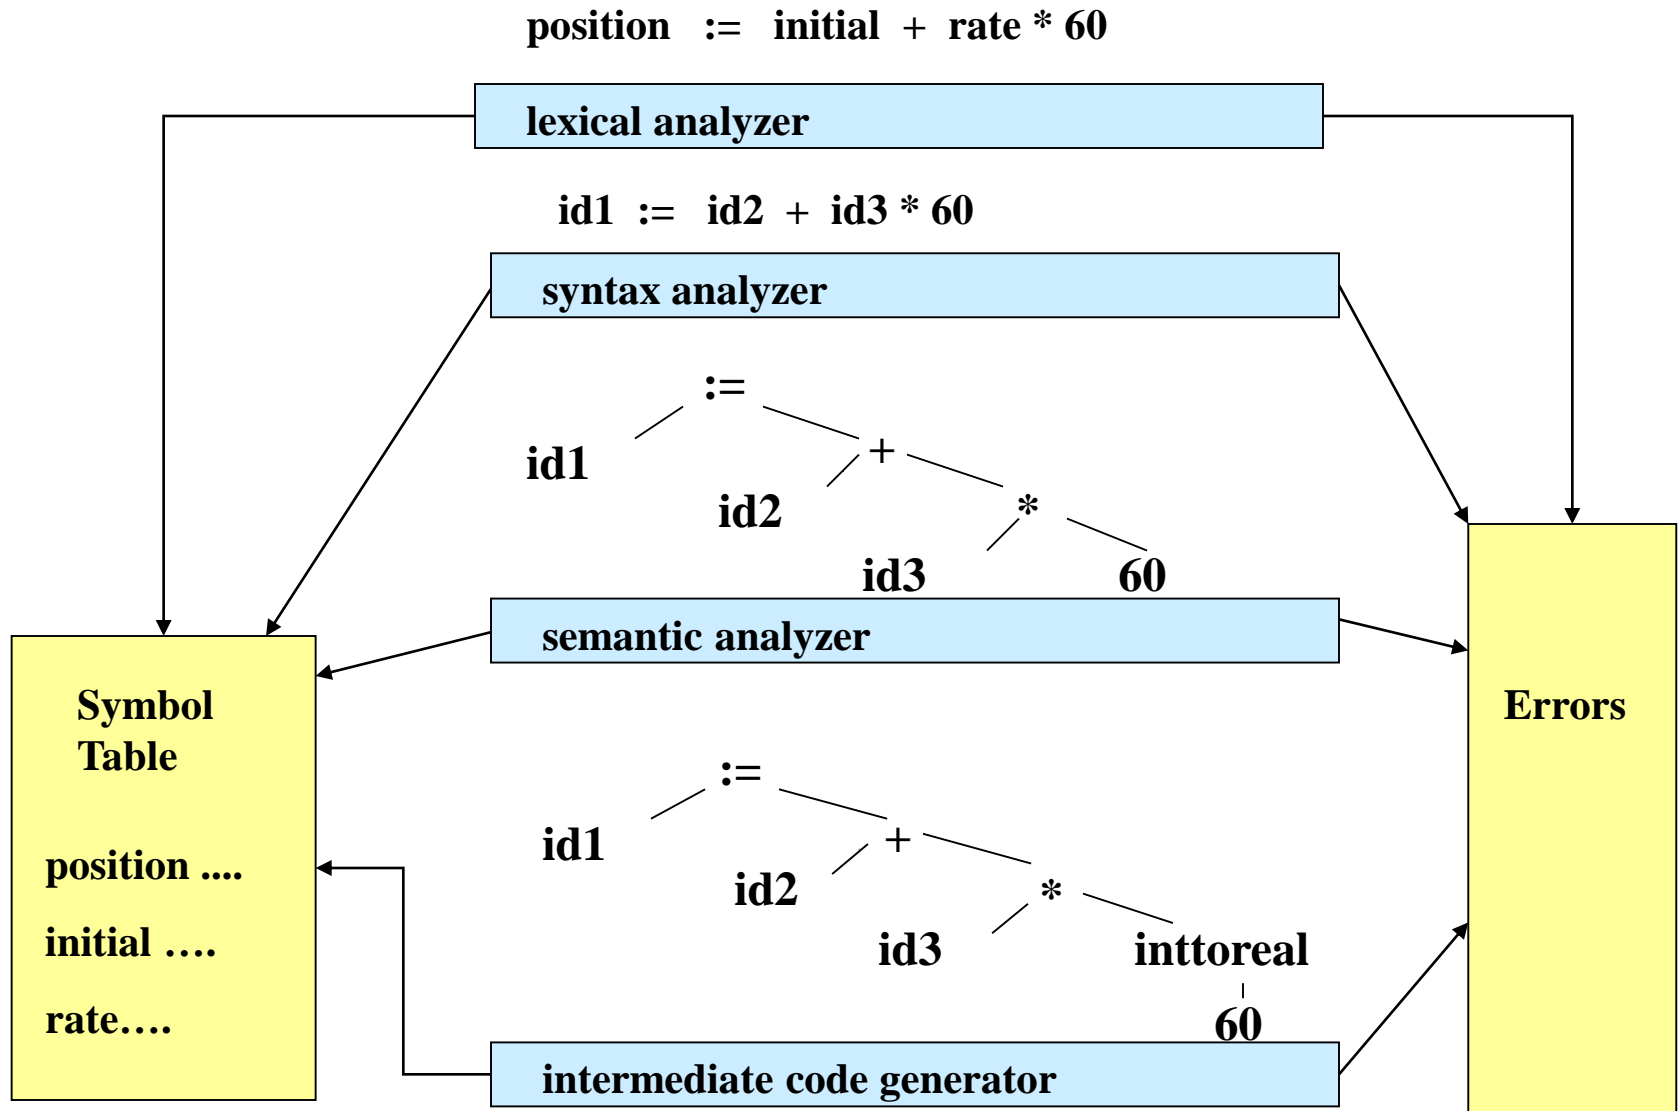 position := initial + rate * 60
lexical analyzer
id1 := id2 + id3 * 60
syntax analyzer
:=
id1
+
id2
*
id3 60
semantic analyzer
Symbol
Table
position ....
initial ….
rate….
Errors
:=
id1
+
id2
*
id3 inttoreal
60
intermediate code generator